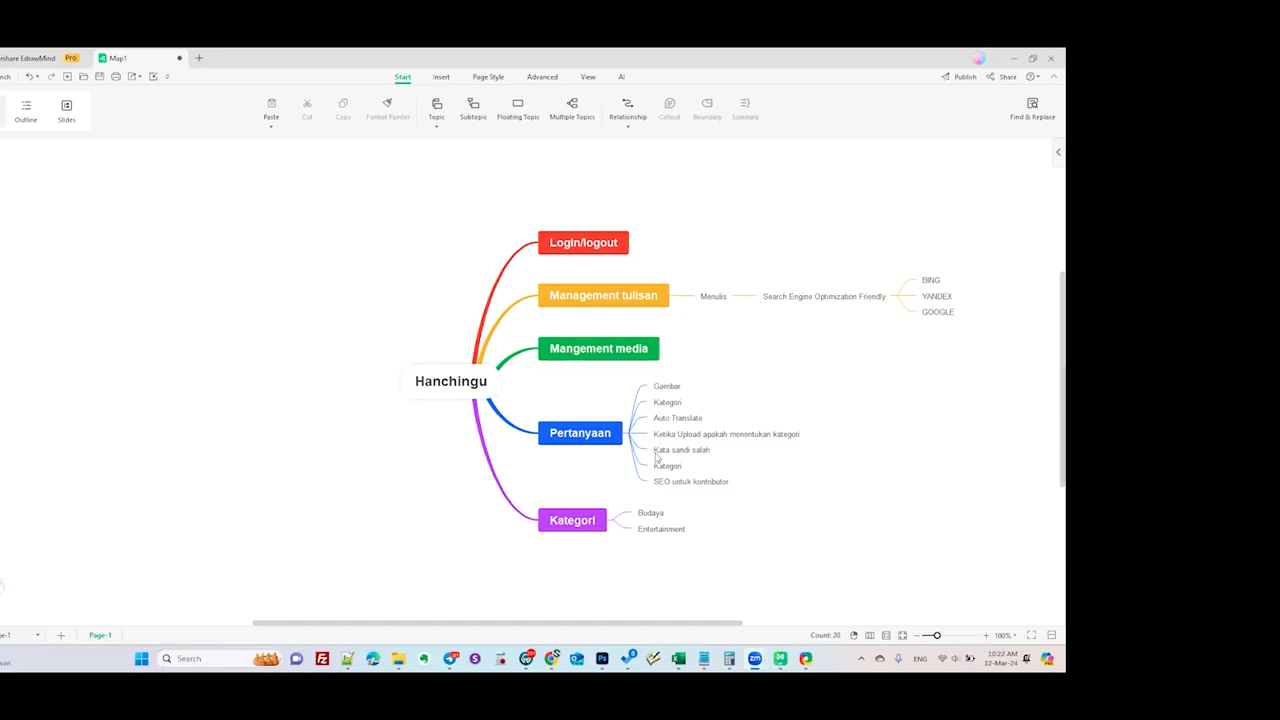 rshare EdrawMind Pro Map1
Start Insert Page Style Advanced View AI Publish Share
Outline Slides Paste Cut Copy Format Painter Topic Subtopic Floating Topic Multiple Topics Relationship Callout Boundary Summary Find & Replace
Login/logout
Management tulisan Menulis Search Engine Optimization Friendly
BING
YANDEX
GOOGLE
Mangement media
Hanchingu
Pertanyaan
Gambar
Kategori
Auto Translate
Ketika Upload apakah menentukan kategori
Kata sandi salah
Kategori
SEO untuk kontributor
Kategori
Budaya
Entertainment
Page-1 Count: 20 100%
Search ENG 10:22 AM
12-Mar-24